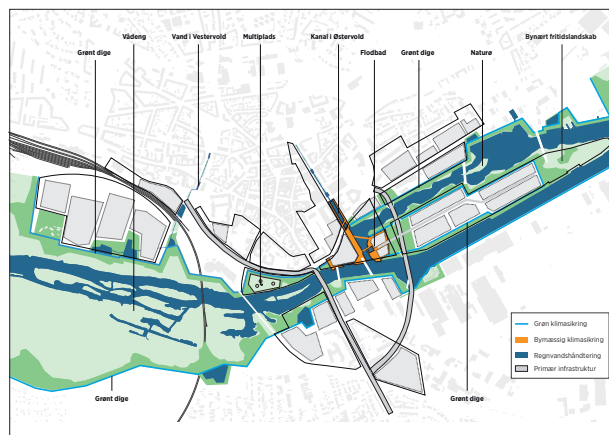 Vådeng
Vand i Vestervold
Multiplads
Kanal i Østervold
Grønt dige
Naturø
Bynært fritidslandskab
Grønt dige
Flodbad
Grøn klimasikring
Bymæssig klimasikring
Regnvandshåndtering
Primær infrastruktur
Grønt dige
Grønt dige